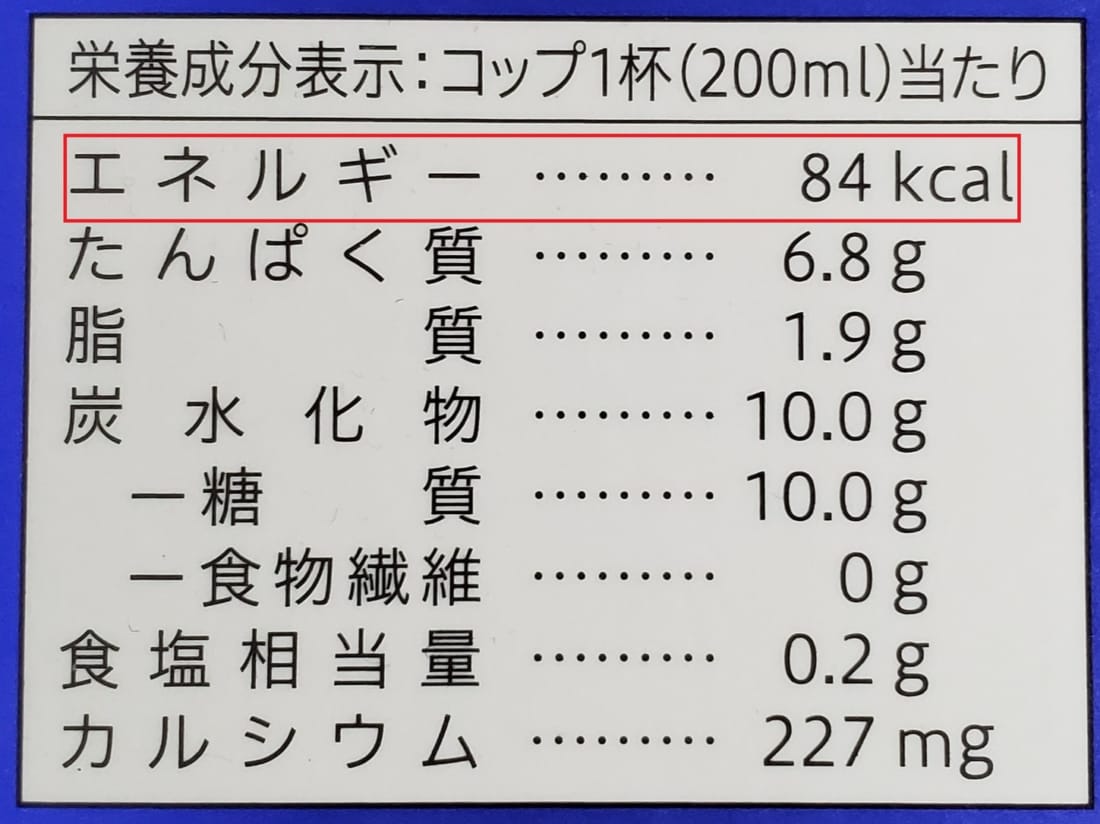 栄養成分表示:コップ1杯(200ml)当たり
エネルギー ……… 84 kcal
たんぱく質 ……… 6.8 g
脂質 ……… 1.9 g
炭水化物 ……… 10.0 g
ー糖質 ……… 10.0 g
ー食物繊維 ……… 0 g
食塩相当量 ……… 0.2 g
カルシウム ……… 227 mg